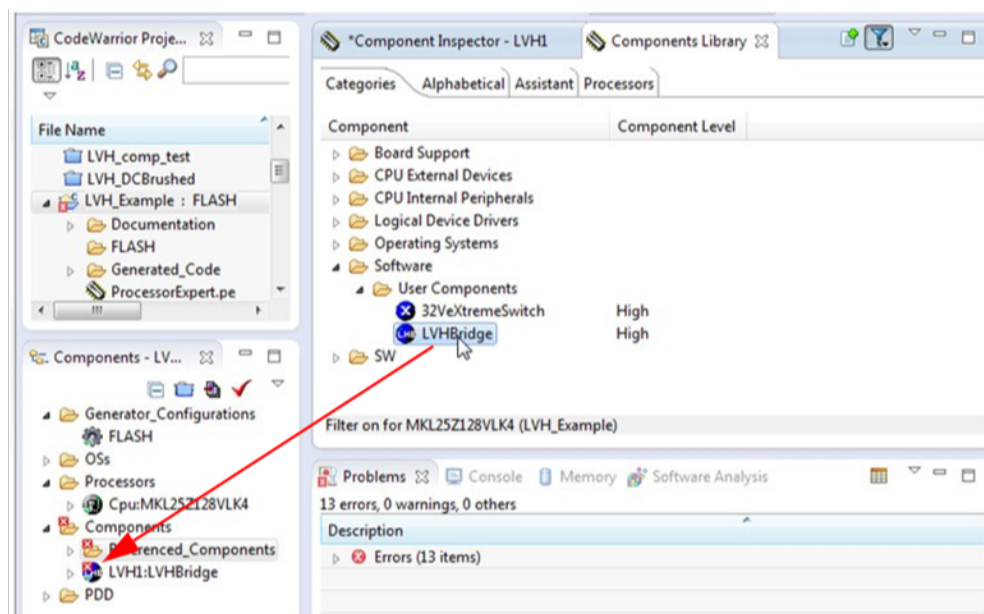 CodeWarrior Proje...
File Name
LVH_comp_test
LVH_DCBrushed
LVH_Example : FLASH
Documentation
FLASH
Generated_Code
ProcessorExpert.pe
Components - LV...
Generator_Configurations
FLASH
OSs
Processors
Cpu:MKL25Z128VLK4
Components
Referenced_Components
LVH1:LVHBridge
PDD
*Component Inspector - LVH1
Components Library
Categories
Alphabetical
Assistant
Processors
Component
Component Level
Board Support
CPU External Devices
CPU Internal Peripherals
Logical Device Drivers
Operating Systems
Software
User Components
32VeXtremeSwitch
High
LVHBridge
High
SW
Filter on for MKL25Z128VLK4 (LVH_Example)
Problems
Console
Memory
Software Analysis
13 errors, 0 warnings, 0 others
Description
Errors (13 items)